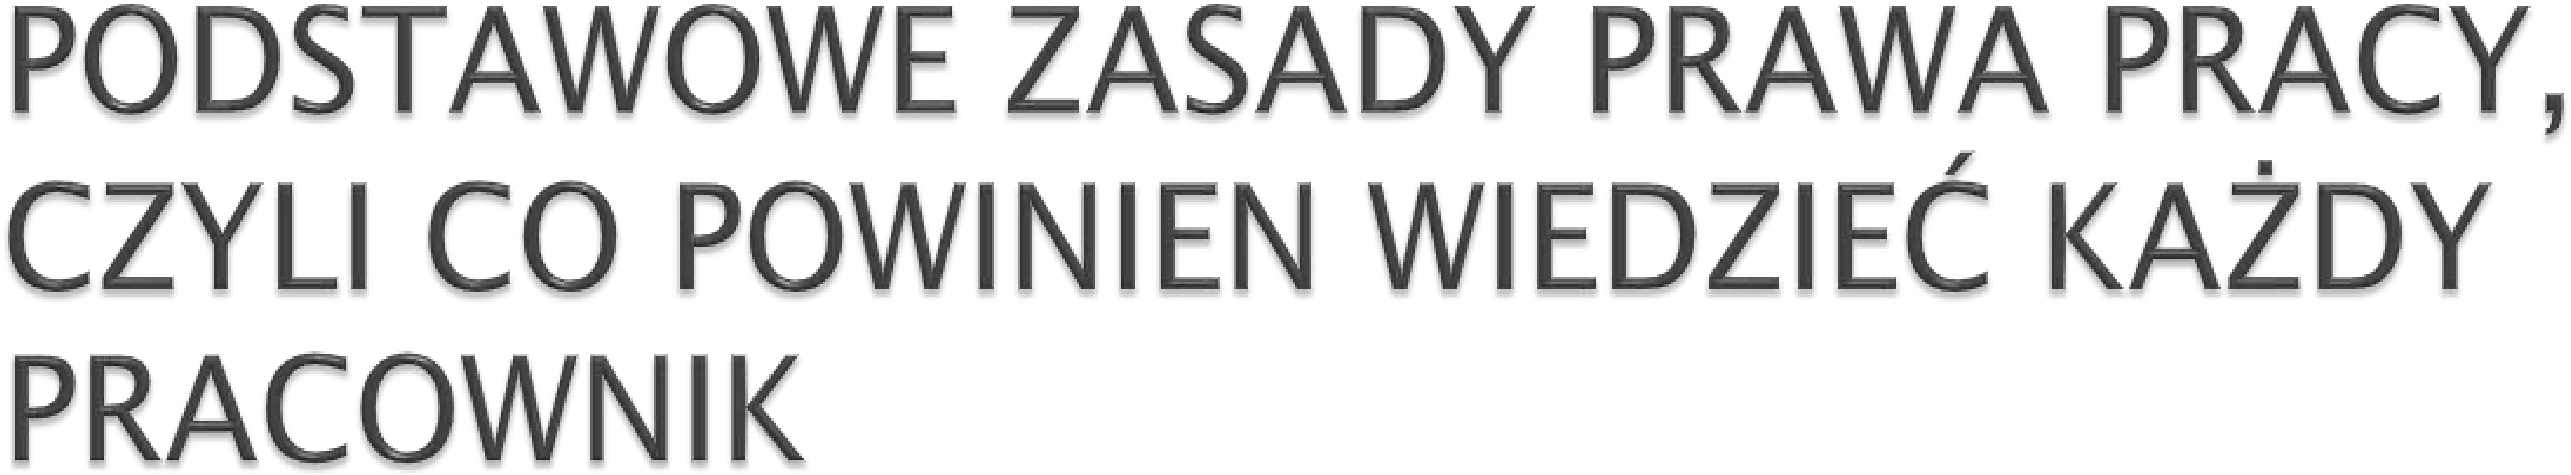 PODSTAWOWE ZASADY PRAWA PRACY,
CZYLI CO POWINIEN WIEDZIEĆ KAŻDY
PRACOWNIK